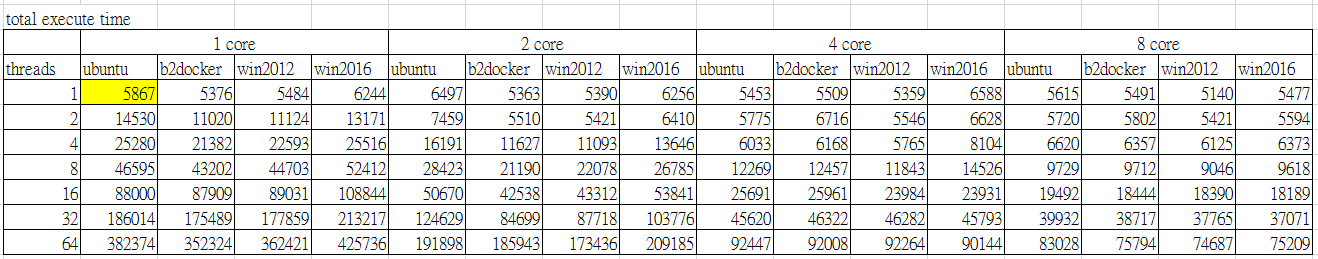 total execute time
1 core 2 core 4 core 8 core
threads ubuntu b2docker win2012 win2016 ubuntu b2docker win2012 win2016 ubuntu b2docker win2012 win2016 ubuntu b2docker win2012 win2016
1 5867 5376 5484 6244 6497 5363 5390 6256 5453 5509 5359 6588 5615 5491 5140 5477
2 14530 11020 11124 13171 7459 5510 5421 6410 5775 6716 5546 6628 5720 5802 5421 5594
4 25280 21382 22593 25516 16191 11627 11093 13646 6033 6168 5765 8104 6620 6357 6125 6373
8 46595 43202 44703 52412 28423 21190 22078 26785 12269 12457 11843 14526 9729 9712 9046 9618
16 88000 87909 89031 108844 50670 42538 43312 53841 25691 25961 23984 23931 19492 18444 18390 18189
32 186014 175489 177859 213217 124629 84699 87718 103776 45620 46322 46282 45793 39932 38717 37765 37071
64 382374 352324 362421 425736 191898 185943 173436 209185 92447 92008 92264 90144 83028 75794 74687 75209